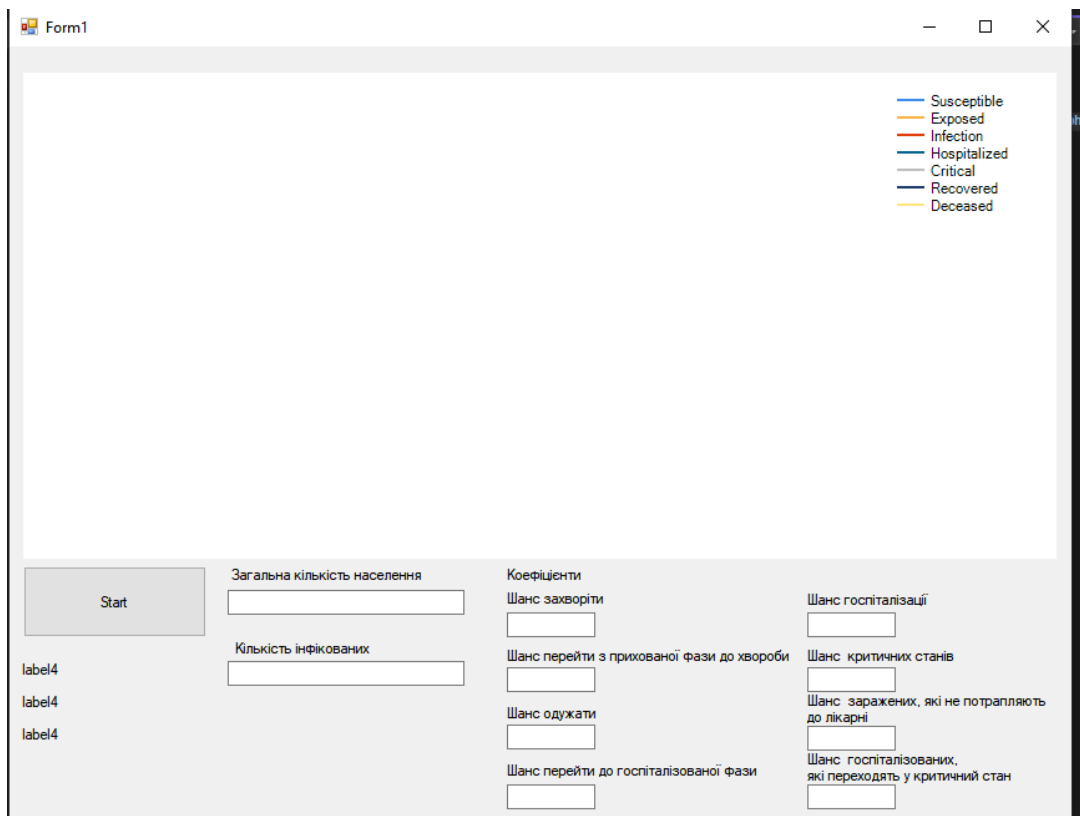 Form1
Susceptible
Exposed
Infection
Hospitalized
Critical
Recovered
Deceased
Start
label4
label4
label4
Загальна кількість населення
Кількість інфікованих
Коефіцієнти
Шанс захворіти
Шанс перейти з прихованої фази до хвороби
Шанс одужати
Шанс перейти до госпіталізованої фази
Шанс госпіталізації
Шанс критичних станів
Шанс заражених, які не потрапляють
до лікарні
Шанс госпіталізованих,
які переходять у критичний стан